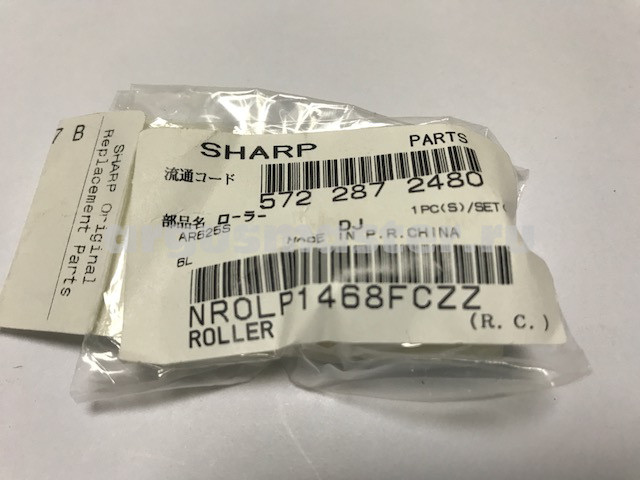 SHARP PARTS
流通コード
572 287 2480
部品名 ローラー DJ 1PC(S)/SET(
AR625S MADE IN P.R.CHINA
6L
NROLP1468FCZZ
ROLLER (R.C.)
7 B
SHARP Original
Replacement Parts